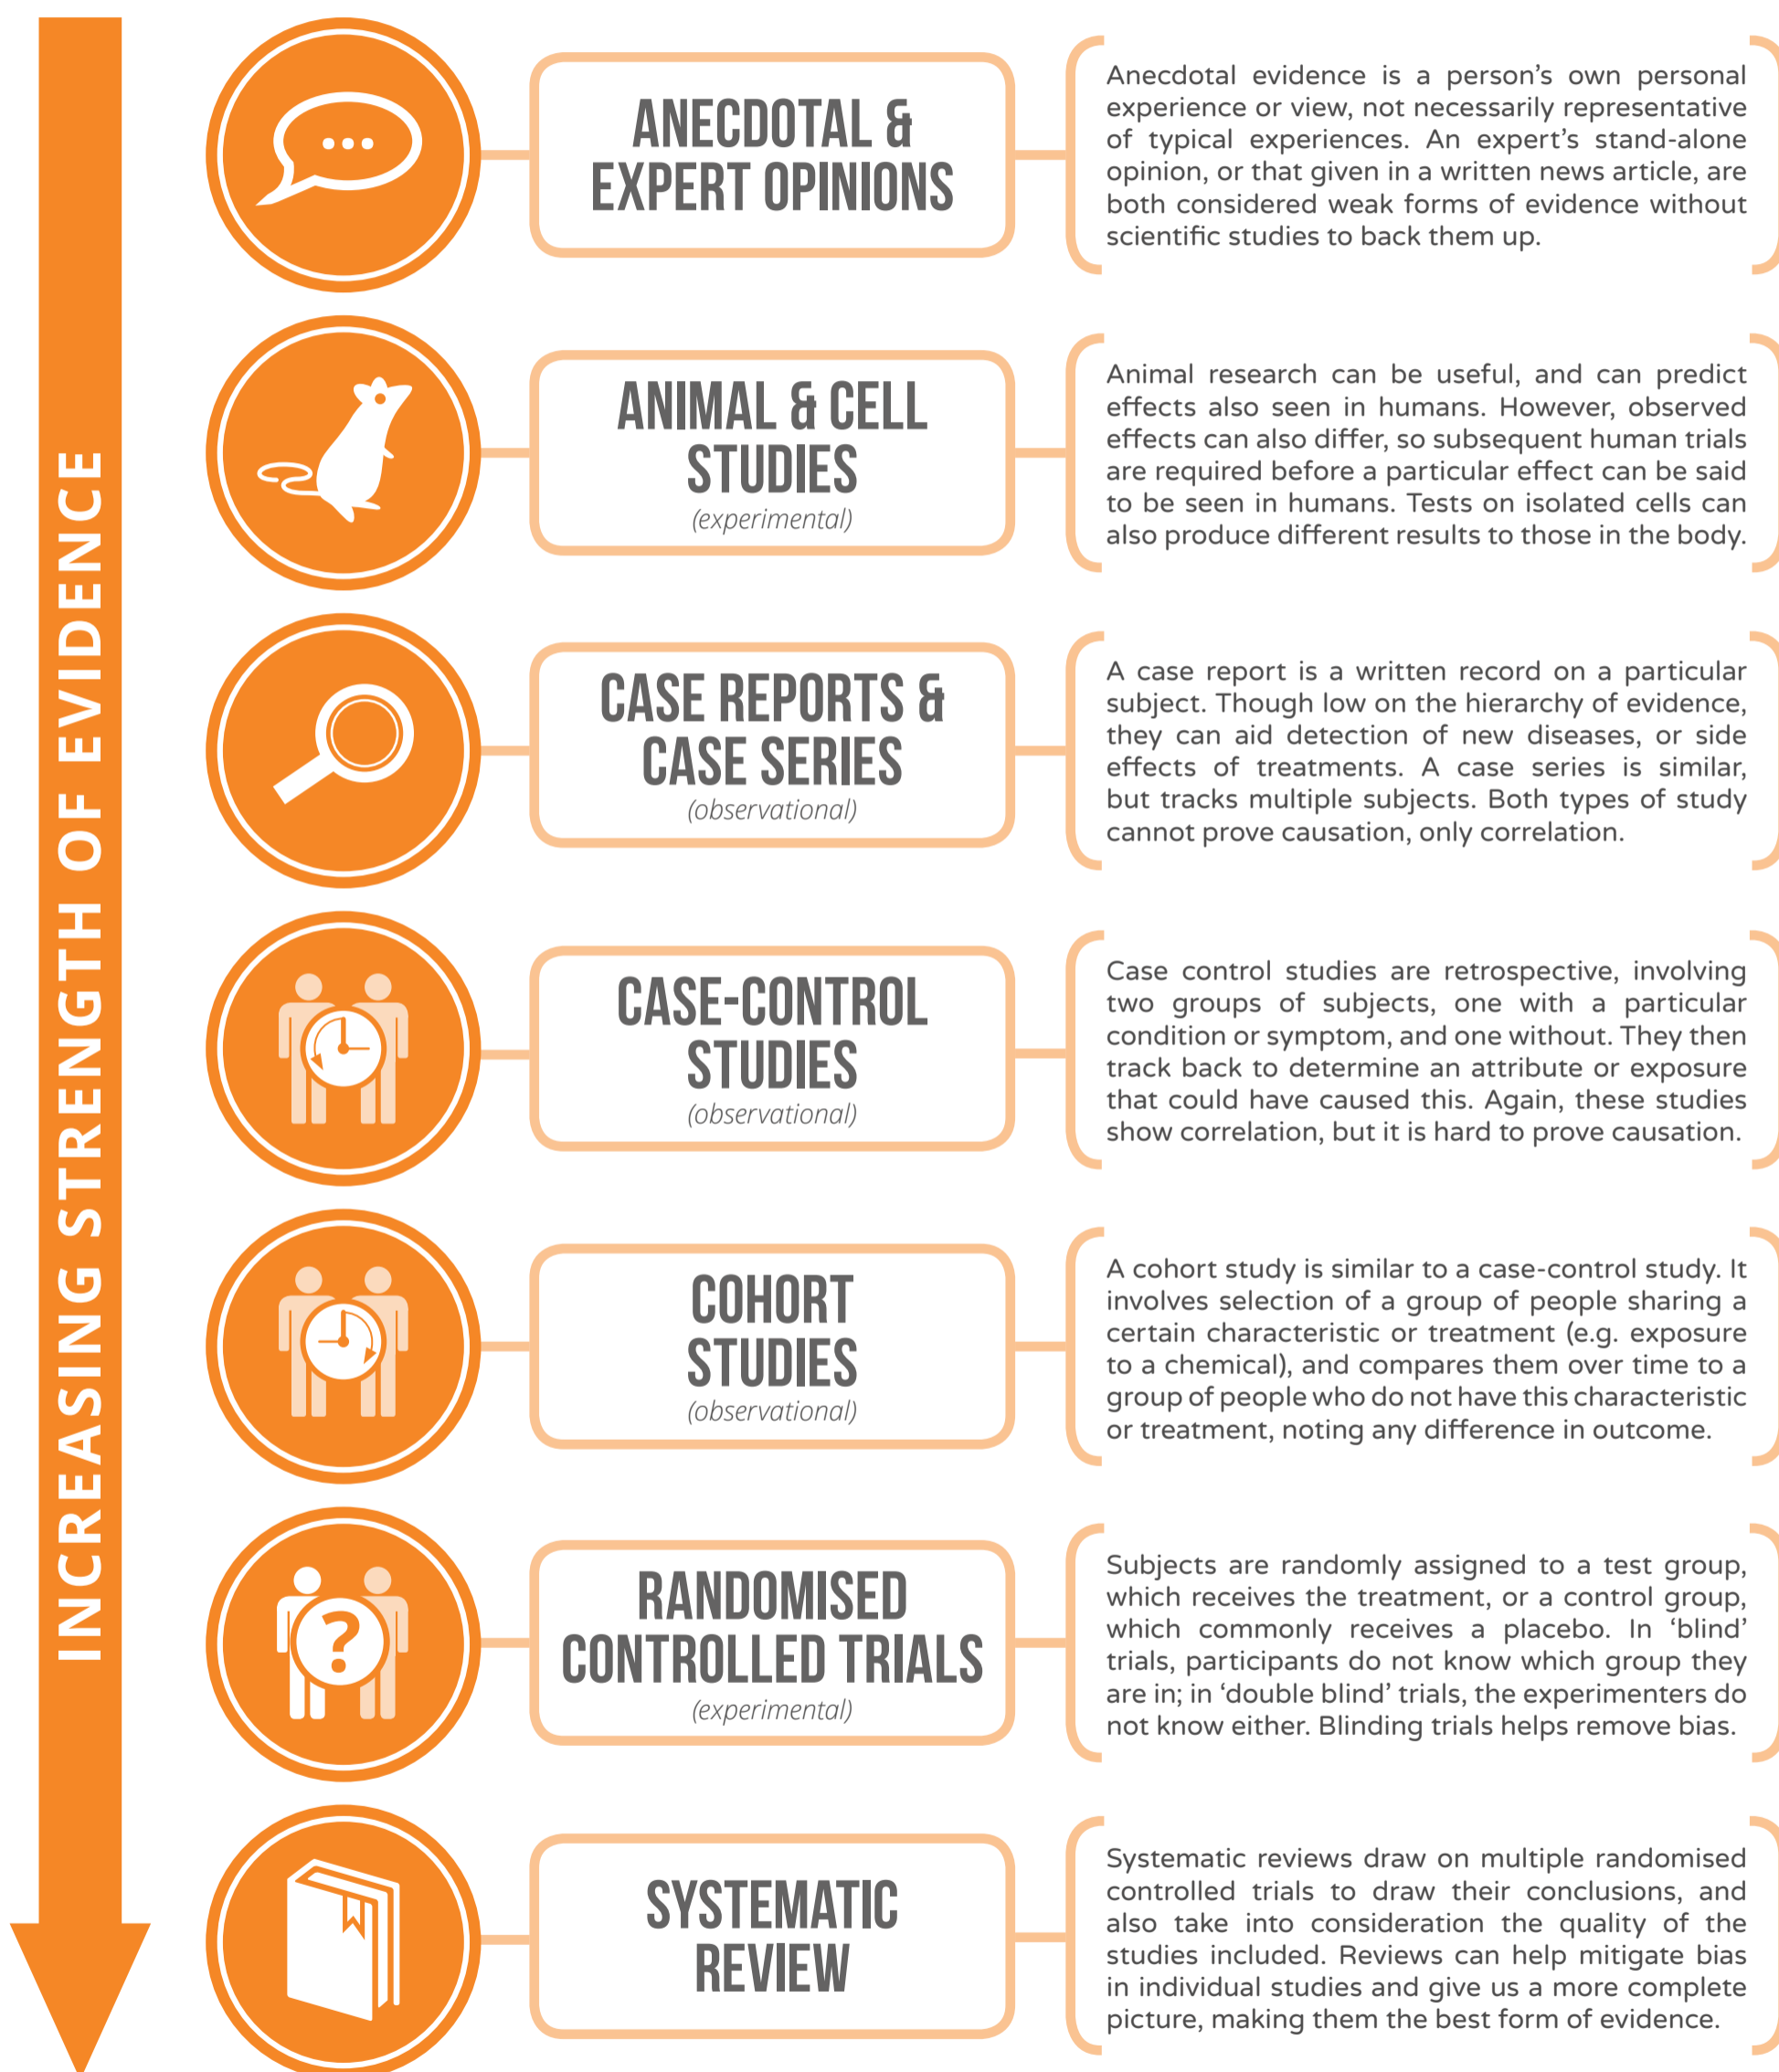 INCREASING STRENGTH OF EVIDENCE
ANECDOTAL &
EXPERT OPINIONS
Anecdotal evidence is a person's own personal
experience or view, not necessarily representative
of typical experiences. An expert's stand-alone
opinion, or that given in a written news article, are
both considered weak forms of evidence without
scientific studies to back them up.
ANIMAL & CELL
STUDIES
(experimental)
Animal research can be useful, and can predict
effects also seen in humans. However, observed
effects can also differ, so subsequent human trials
are required before a particular effect can be said
to be seen in humans. Tests on isolated cells can
also produce different results to those in the body.
CASE REPORTS &
CASE SERIES
(observational)
A case report is a written record on a particular
subject. Though low on the hierarchy of evidence,
they can aid detection of new diseases, or side
effects of treatments. A case series is similar,
but tracks multiple subjects. Both types of study
cannot prove causation, only correlation.
CASE-CONTROL
STUDIES
(observational)
Case control studies are retrospective, involving
two groups of subjects, one with a particular
condition or symptom, and one without. They then
track back to determine an attribute or exposure
that could have caused this. Again, these studies
show correlation, but it is hard to prove causation.
COHORT
STUDIES
(observational)
A cohort study is similar to a case-control study. It
involves selection of a group of people sharing a
certain characteristic or treatment (e.g. exposure
to a chemical), and compares them over time to a
group of people who do not have this characteristic
or treatment, noting any difference in outcome.
?
RANDOMISED
CONTROLLED TRIALS
(experimental)
Subjects are randomly assigned to a test group,
which receives the treatment, or a control group,
which commonly receives a placebo. In ‘blind’
trials, participants do not know which group they
are in; in ‘double blind’ trials, the experimenters do
not know either. Blinding trials helps remove bias.
SYSTEMATIC
REVIEW
Systematic reviews draw on multiple randomised
controlled trials to draw their conclusions, and
also take into consideration the quality of the
studies included. Reviews can help mitigate bias
in individual studies and give us a more complete
picture, making them the best form of evidence.